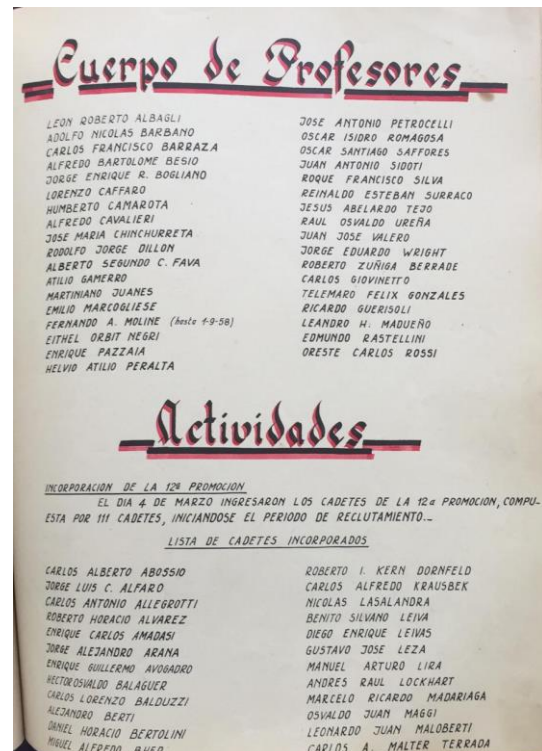 Cuerpo de Profesores
LEON ROBERTO ALBAGLI
ADOLFO NICOLAS BARBANO
CARLOS FRANCISCO BARRAZA
ALFREDO BARTOLOME BESIO
JORGE ENRIQUE R. BOGLIANO
LORENZO CAFFARO
HUMBERTO CAMAROTA
ALFREDO CAVALIERI
JOSE MARIA CHINCHURRETA
RODOLFO JORGE DILLON
ALBERTO SEGUNDO C. FAVA
ATILIO GAMERRO
MARTINIANO JUANES
EMILIO MARCOGLIESE
FERNANDO A. MOLINE (hasta 1-9-58)
EITHEL ORBIT NEGRI
ENRIQUE PAZZAIA
HELVIO ATILIO PERALTA
JOSE ANTONIO PETROCELLI
OSCAR ISIDRO ROMAGOSA
OSCAR SANTIAGO SAFFORES
JUAN ANTONIO SIDOTI
ROQUE FRANCISCO SILVA
REINALDO ESTEBAN SURRACO
JESUS ABELARDO TEJO
RAUL OSVALDO UREÑA
JUAN JOSE VALERO
JORGE EDUARDO WRIGHT
ROBERTO ZUÑIGA BERRADE
CARLOS GIOVINETTO
TELEMARO FELIX GONZALES
RICARDO GUERISOLI
LEANDRO H. MADUEÑO
EDMUNDO RASTELLINI
ORESTE CARLOS ROSSI
Actividades
INCORPORACION DE LA 12ª PROMOCION
EL DIA 4 DE MARZO INGRESARON LOS CADETES DE LA 12a PROMOCION, COMPU-
ESTA POR 111 CADETES, INICIANDOSE EL PERIODO DE RECLUTAMIENTO._
LISTA DE CADETES INCORPORADOS
CARLOS ALBERTO ABOSSIO
JORGE LUIS C. ALFARO
CARLOS ANTONIO ALLEGROTTI
ROBERTO HORACIO ALVAREZ
ENRIQUE CARLOS AMADASI
JORGE ALEJANDRO ARANA
ENRIQUE GUILLERMO AVOGADRO
HECTOR OSVALDO BALAGUER
CARLOS LORENZO BALDUZZI
ALEJANDRO BERTI
DANIEL HORACIO BERTOLINI
MIGUEL ALFREDO
ROBERTO I. KERN DORNFELD
CARLOS ALFREDO KRAUSBEK
NICOLAS LASALANDRA
BENITO SILVANO LEIVA
DIEGO ENRIQUE LEIVAS
GUSTAVO JOSE LEZA
MANUEL ARTURO LIRA
ANDRES RAUL LOCKHART
MARCELO RICARDO MADARIAGA
OSVALDO JUAN MAGGI
LEONARDO JUAN MALOBERTI
CARLOS A. MALTER TERRADA